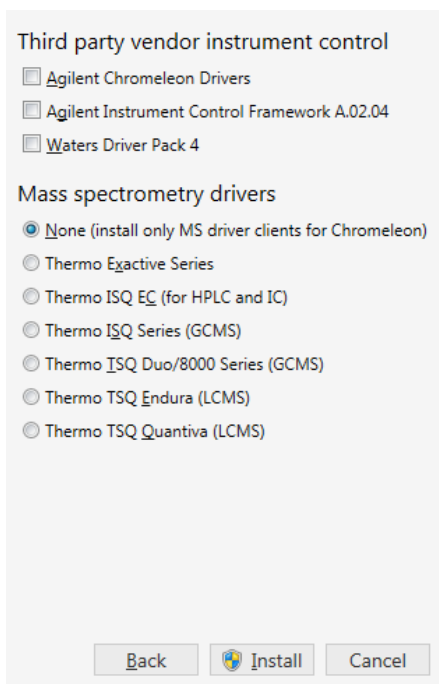 Third party vendor instrument control
Agilent Chromeleon Drivers
Agilent Instrument Control Framework A.02.04
Waters Driver Pack 4
Mass spectrometry drivers
None (install only MS driver clients for Chromeleon)
Thermo Exactive Series
Thermo ISQ EC (for HPLC and IC)
Thermo ISQ Series (GCMS)
Thermo TSQ Duo/8000 Series (GCMS)
Thermo TSQ Endura (LCMS)
Thermo TSQ Quantiva (LCMS)
Back Install Cancel